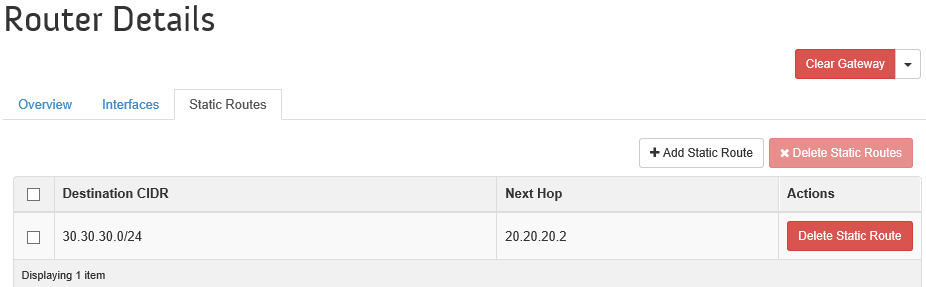 Router Details
Clear Gateway
Overview Interfaces Static Routes
+ Add Static Route × Delete Static Routes
Destination CIDR Next Hop Actions
30.30.30.0/24 20.20.20.2 Delete Static Route
Displaying 1 item